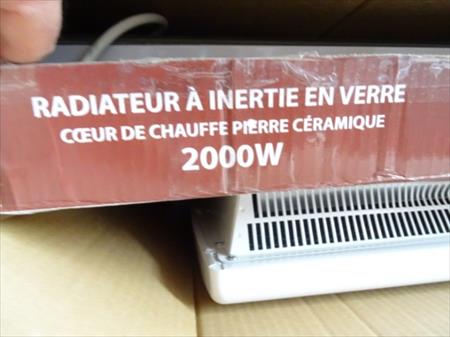 RADIATEUR À INERTIE EN VERRE
CŒUR DE CHAUFFE PIERRE CÉRAMIQUE
2000W